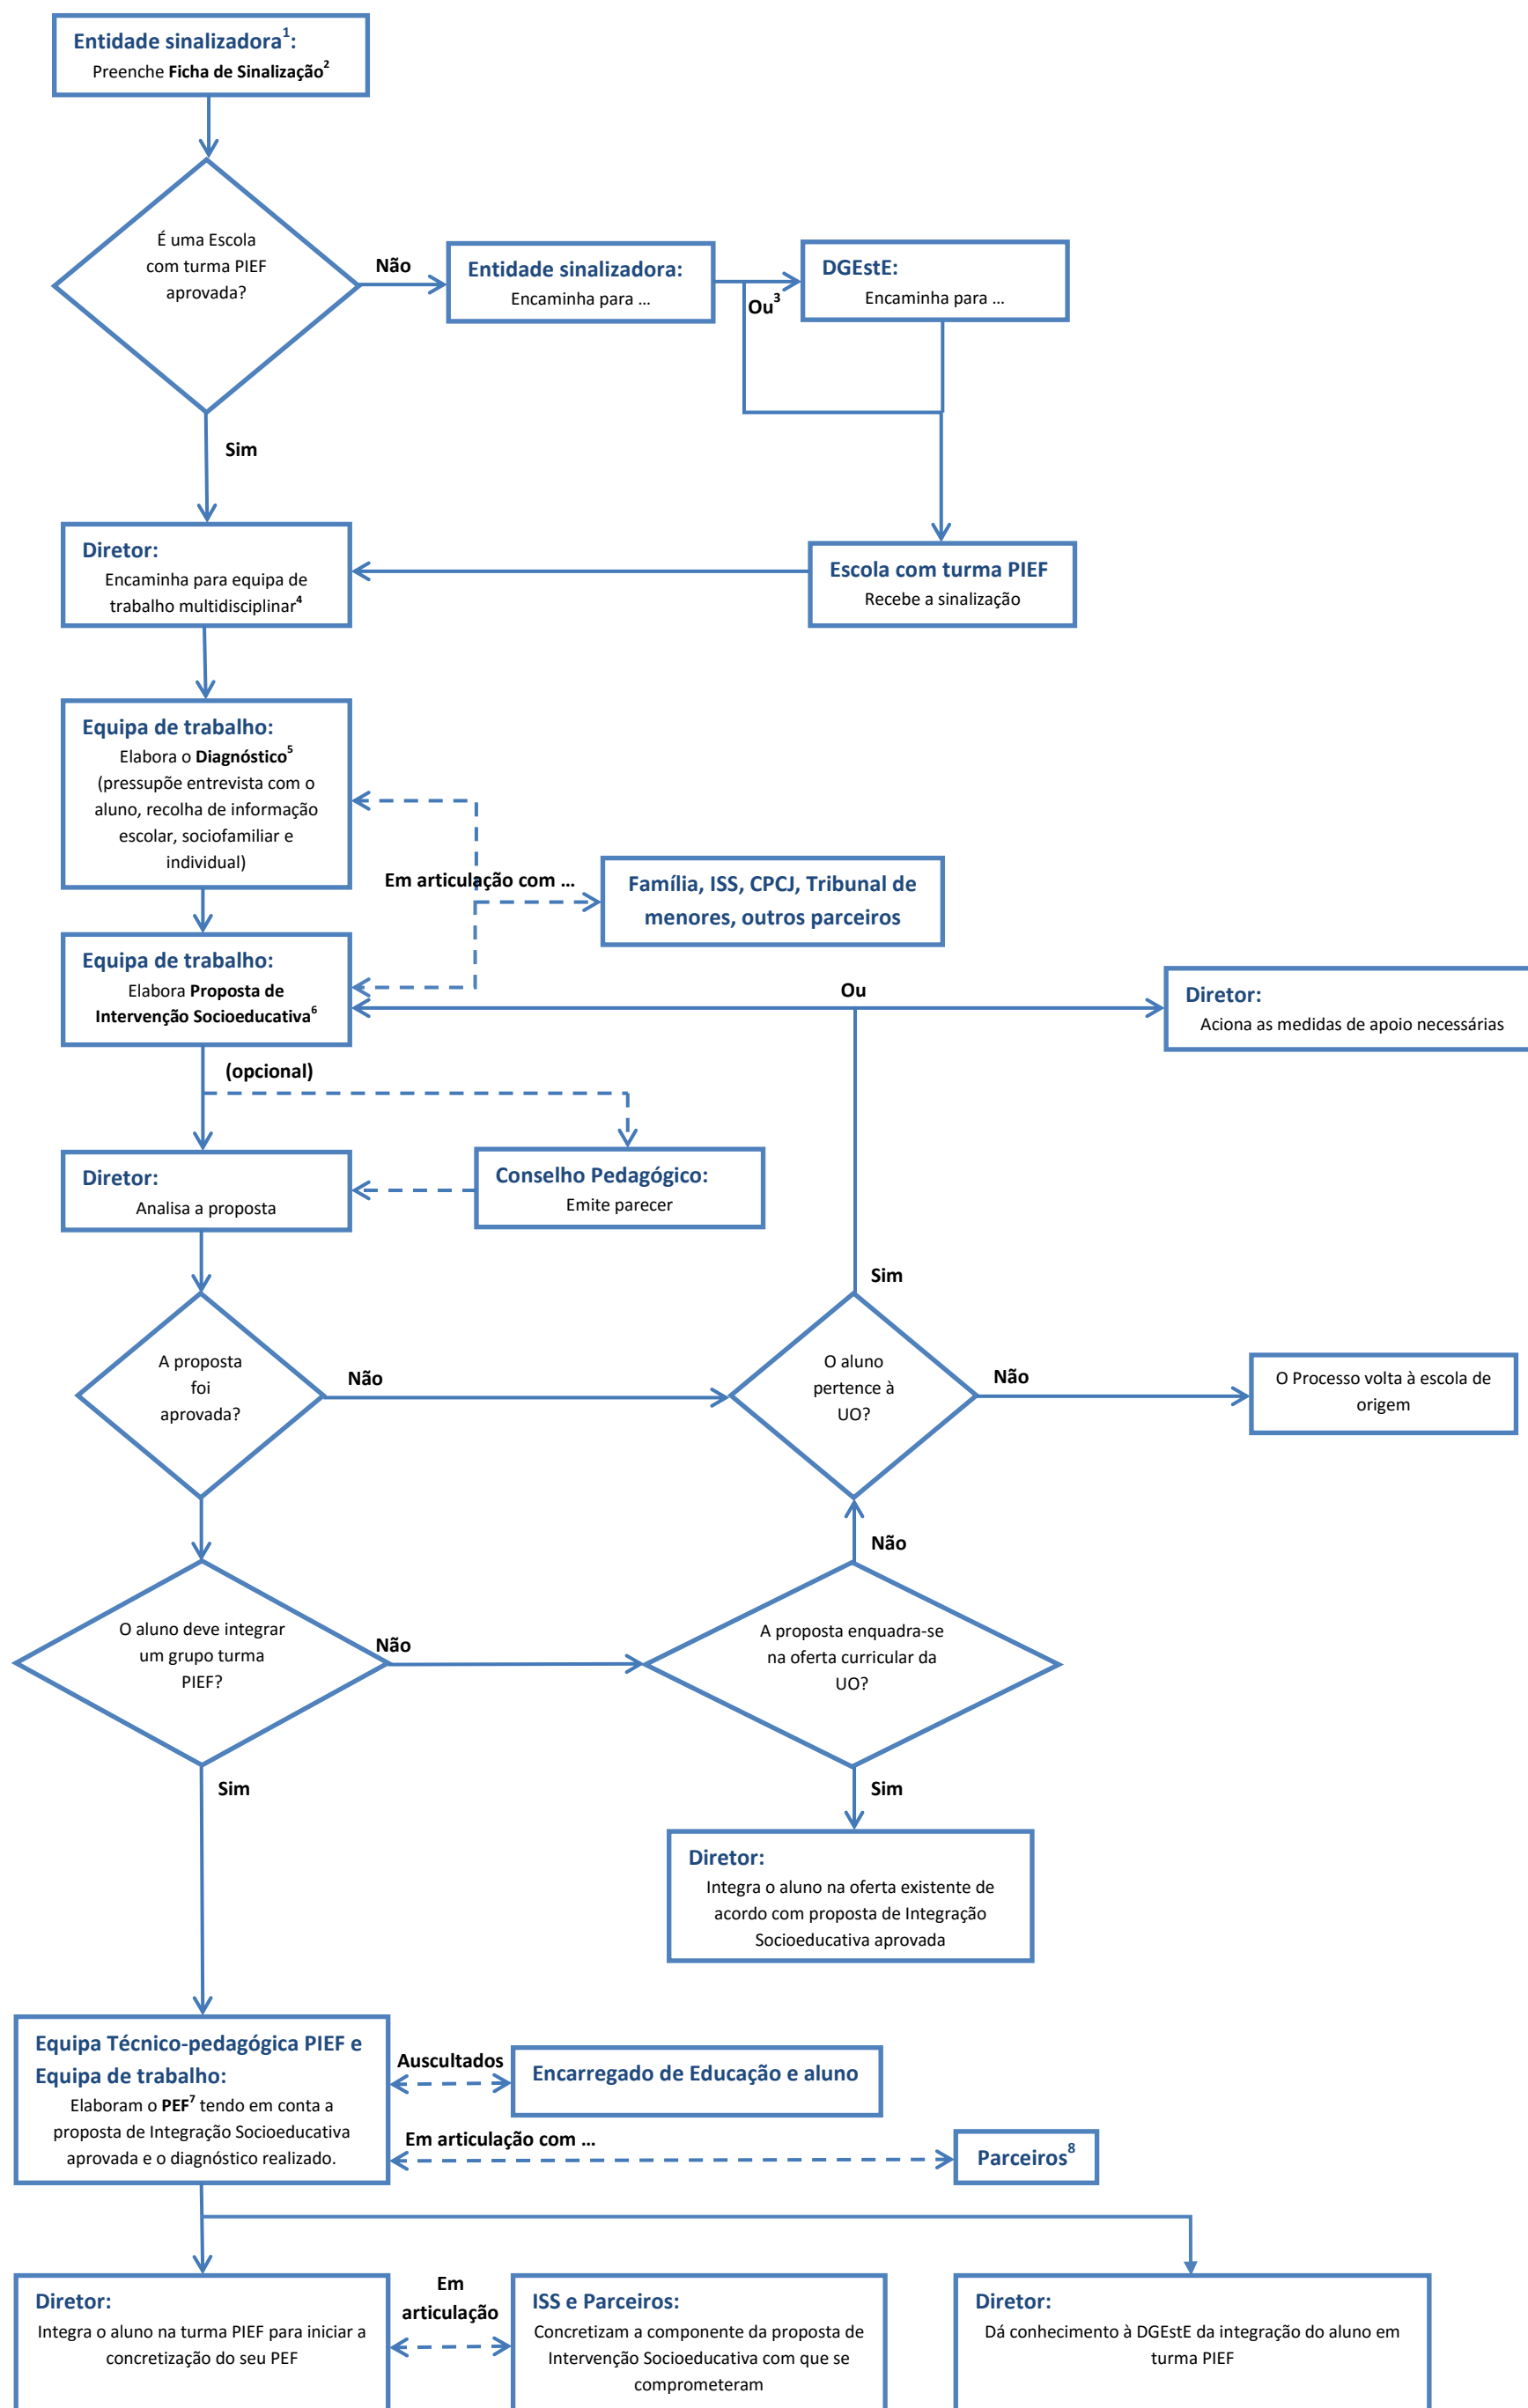 Entidade sinalizadora1:
Preenche Ficha de Sinalização2
É uma Escola
com turma PIEF
aprovada?
Não
Entidade sinalizadora:
Encaminha para ...
Ou3
DGEstE:
Encaminha para ...
Sim
Diretor:
Encaminha para equipa de
trabalho multidisciplinar4
Escola com turma PIEF
Recebe a sinalização
Equipa de trabalho:
Elabora o Diagnóstico5
(pressupõe entrevista com o
aluno, recolha de informação
escolar, sociofamiliar e
individual)
Em articulação com ...
Família, ISS, CPCJ, Tribunal de
menores, outros parceiros
Equipa de trabalho:
Elabora Proposta de
Intervenção Socioeducativa6
Ou
Diretor:
Aciona as medidas de apoio necessárias
(opcional)
Diretor:
Analisa a proposta
Conselho Pedagógico:
Emite parecer
Sim
A proposta
foi
aprovada?
Não
O aluno
pertence à
UO?
Não
O Processo volta à escola de
origem
Não
O aluno deve integrar
um grupo turma
PIEF?
Não
A proposta enquadra-se
na oferta curricular da
UO?
Sim
Sim
Diretor:
Integra o aluno na oferta existente de
acordo com proposta de Integração
Socioeducativa aprovada
Equipa Técnico-pedagógica PIEF e
Equipa de trabalho:
Elaboram o PEF7 tendo em conta a
proposta de Integração Socioeducativa
aprovada e o diagnóstico realizado.
Auscultados
Encarregado de Educação e aluno
Em articulação com ...
Parceiros8
Diretor:
Integra o aluno na turma PIEF para iniciar a
concretização do seu PEF
Em
articulação
ISS e Parceiros:
Concretizam a componente da proposta de
Intervenção Socioeducativa com que se
comprometeram
Diretor:
Dá conhecimento à DGEstE da integração do aluno em
turma PIEF